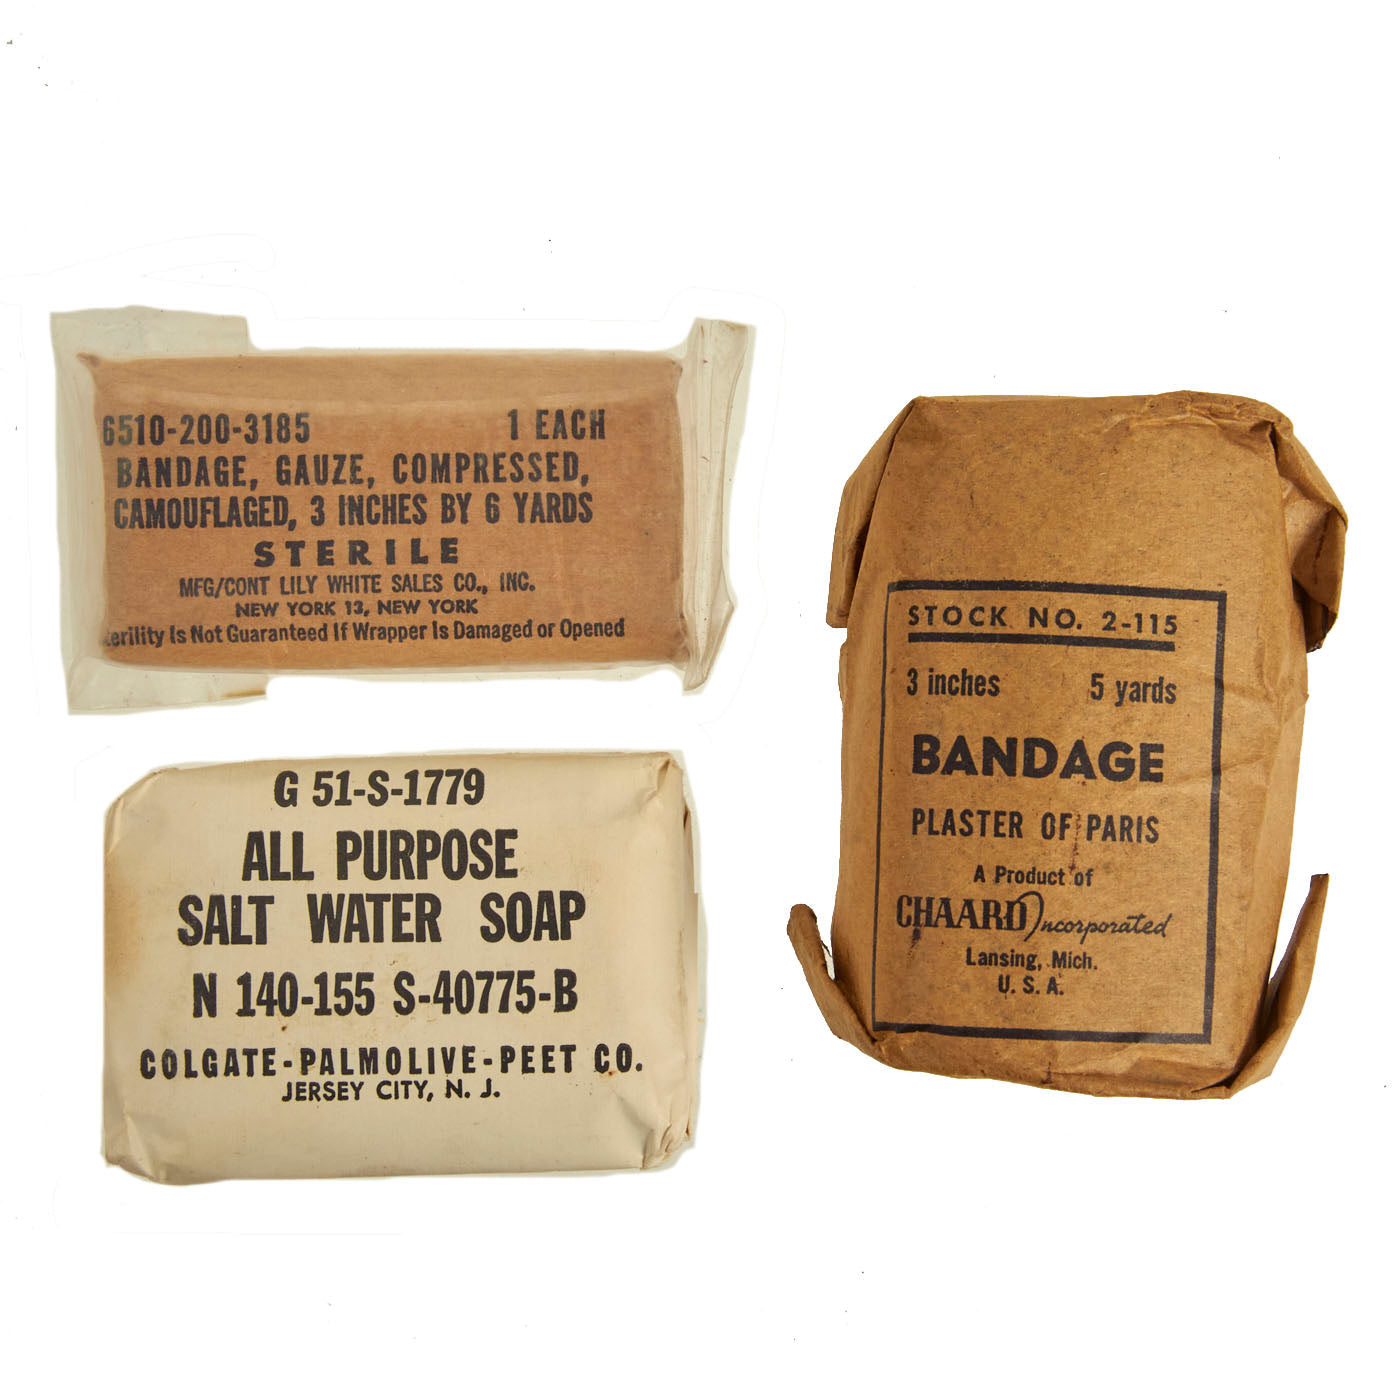 6510-200-3185 1 EACH
BANDAGE, GAUZE, COMPRESSED,
CAMOUFLAGED, 3 INCHES BY 6 YARDS
STERILE
MFG/CONT LILY WHITE SALES CO., INC.
NEW YORK 13, NEW YORK
terility Is Not Guaranteed If Wrapper Is Damaged or Opened
G 51-S-1779
ALL PURPOSE
SALT WATER SOAP
N 140-155 S-40775-B
COLGATE-PALMOLIVE-PEET CO.
JERSEY CITY, N. J.
STOCK NO. 2-115
3 inches 5 yards
BANDAGE
PLASTER OF PARIS
A Product of
CHAARD Incorporated
Lansing, Mich.
U. S. A.